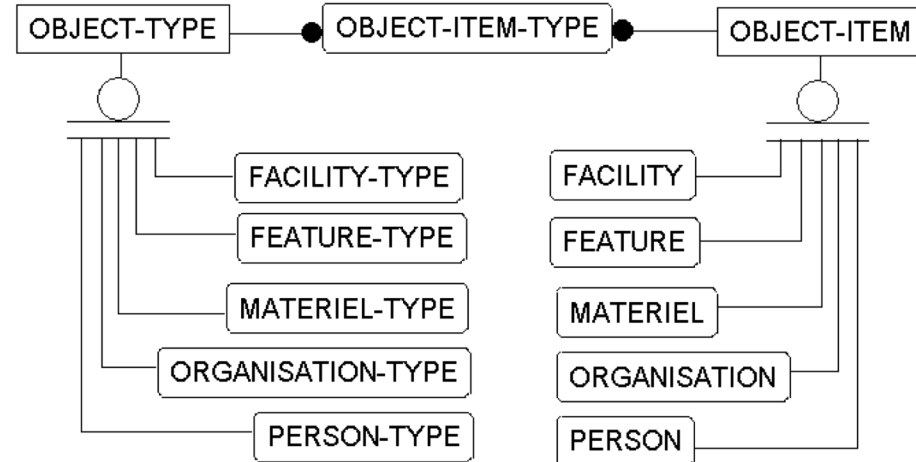 OBJECT-TYPE
OBJECT-ITEM-TYPE
OBJECT-ITEM
FACILITY-TYPE
FACILITY
FEATURE-TYPE
FEATURE
MATERIEL-TYPE
MATERIEL
ORGANISATION-TYPE
ORGANISATION
PERSON-TYPE
PERSON